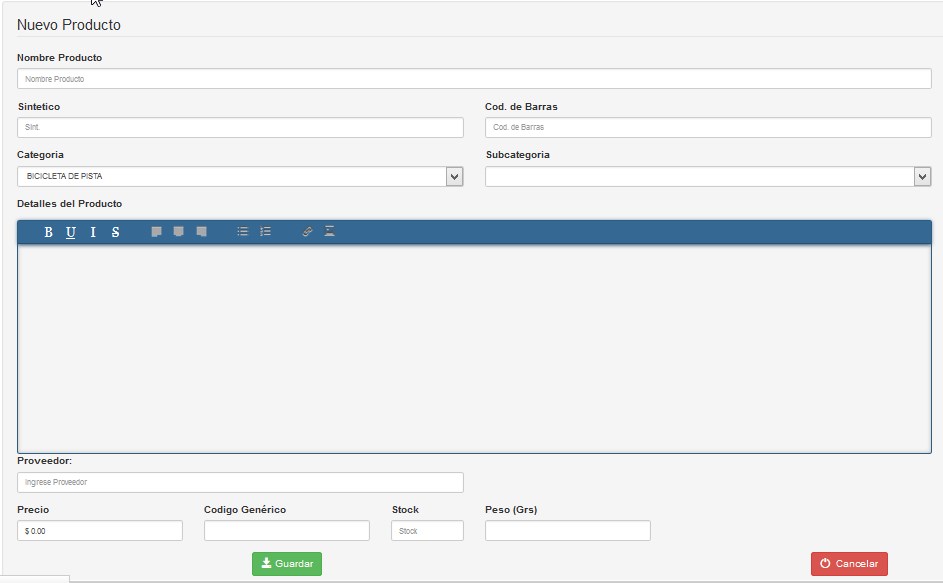 Nuevo Producto
Nombre Producto
Nombre Producto
Sintetico Cod. de Barras
Sint. Cod. de Barras
Categoria Subcategoria
BICICLETA DE PISTA
Detalles del Producto
B U I S
Proveedor:
Ingrese Proveedor
Precio Codigo Genérico Stock Peso (Grs)
$ 0.00 Stock
Guardar Cancelar